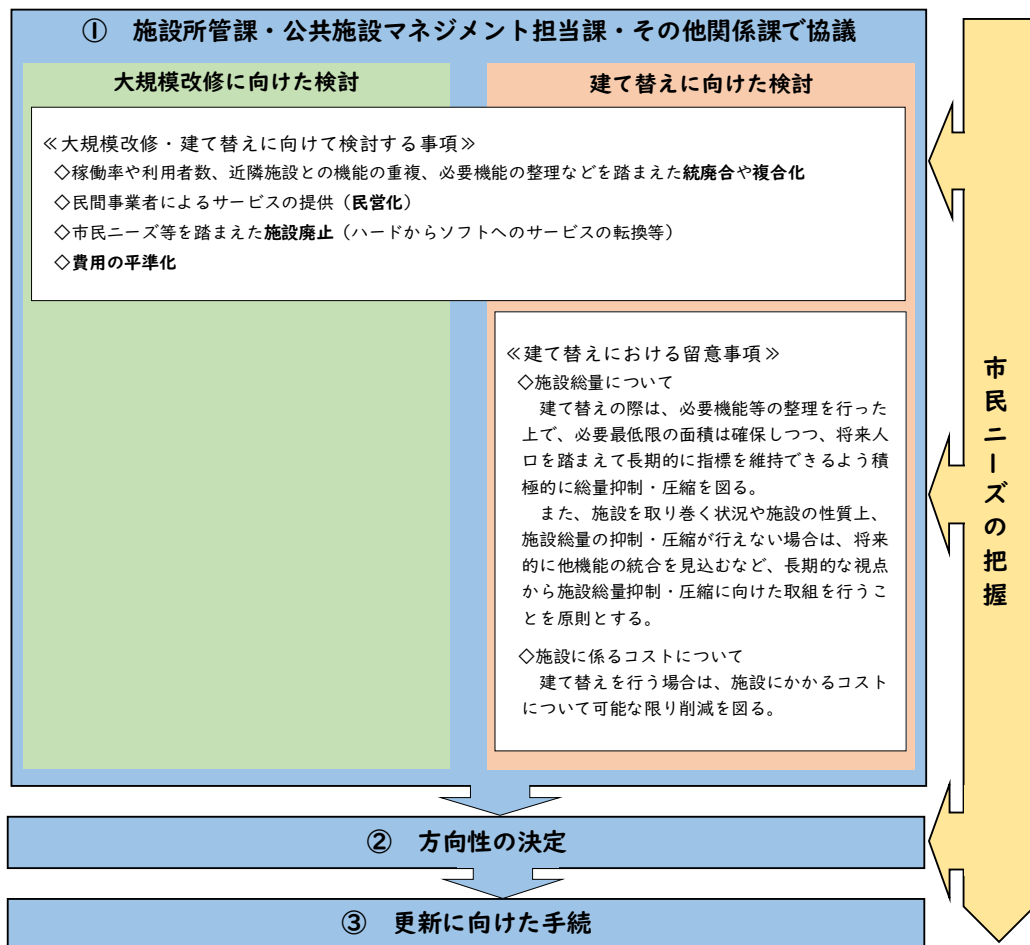 ① 施設所管課・公共施設マネジメント担当課・その他関係課で協議
大規模改修に向けた検討
建て替えに向けた検討
≪大規模改修・建て替えに向けて検討する事項≫
◇稼働率や利用者数、近隣施設との機能の重複、必要機能の整理などを踏まえた統廃合や複合化
◇民間事業者によるサービスの提供（民営化）
◇市民ニーズ等を踏まえた施設廃止（ハードからソフトへのサービスの転換等）
◇費用の平準化
≪建て替えにおける留意事項≫
◇施設総量について
建て替えの際は、必要機能等の整理を行った
上で、必要最低限の面積は確保しつつ、将来人
口を踏まえて長期的に指標を維持できるよう積
極的に総量抑制・圧縮を図る。
また、施設を取り巻く状況や施設の性質上、
施設総量の抑制・圧縮が行えない場合は、将来
的に他機能の統合を見込むなど、長期的な視点
から施設総量抑制・圧縮に向けた取組を行うこ
とを原則とする。
◇施設に係るコストについて
建て替えを行う場合は、施設にかかるコスト
について可能な限り削減を図る。
市民ニーズの把握
② 方向性の決定
③ 更新に向けた手続